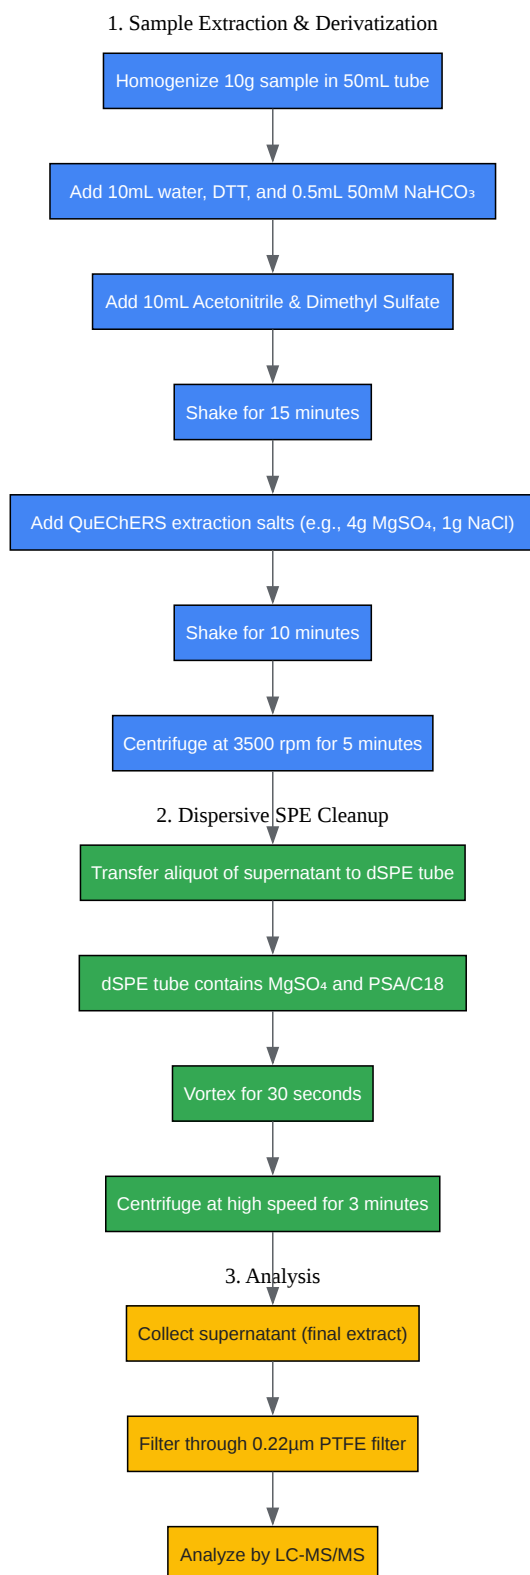 1. Sample Extraction & Derivatization
Homogenize 10g sample in 50mL tube
Add 10mL water, DTT, and 0.5mL 50mM NaHCO₃
Add 10mL Acetonitrile & Dimethyl Sulfate
Shake for 15 minutes
Add QuEChERS extraction salts (e.g., 4g MgSO₄, 1g NaCl)
Shake for 10 minutes
Centrifuge at 3500 rpm for 5 minutes
2. Dispersive SPE Cleanup
Transfer aliquot of supernatant to dSPE tube
dSPE tube contains MgSO₄ and PSA/C18
Vortex for 30 seconds
Centrifuge at high speed for 3 minutes
3. Analysis
Collect supernatant (final extract)
Filter through 0.22µm PTFE filter
Analyze by LC-MS/MS